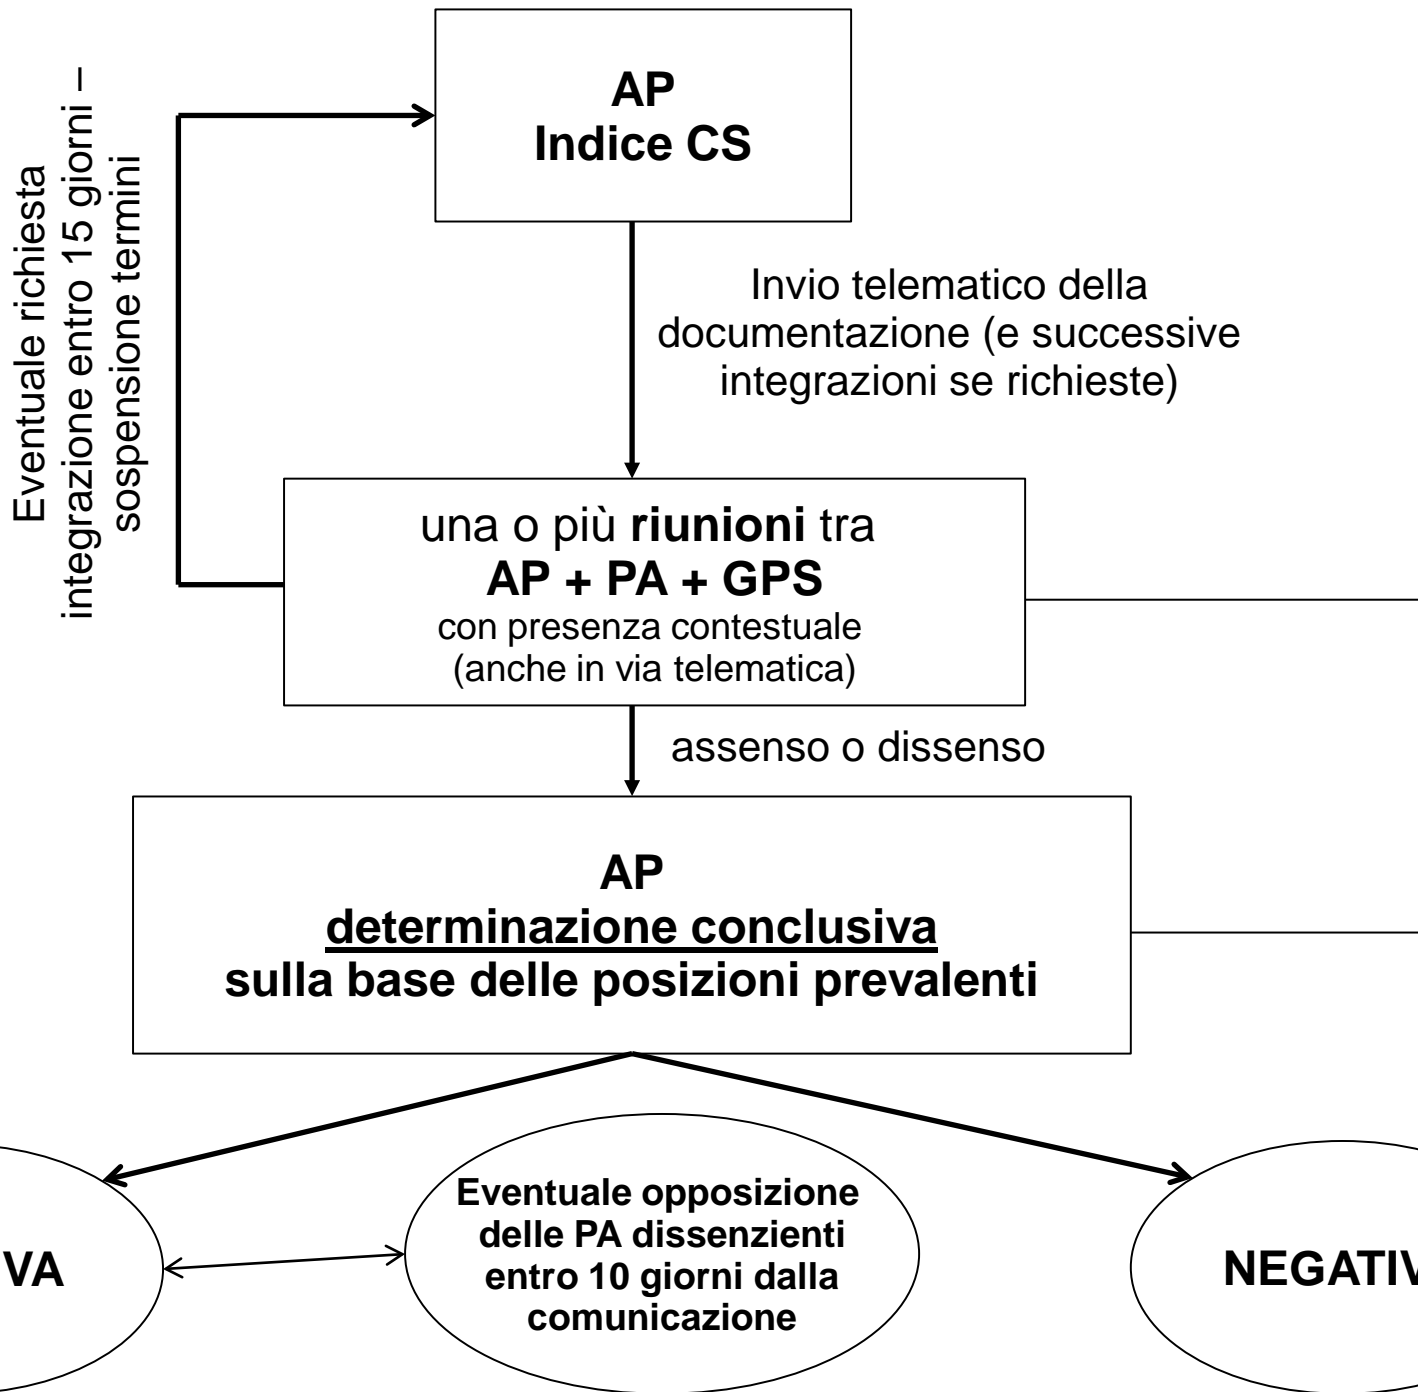 AP
Indice CS
Eventuale richiesta
integrazione entro 15 giorni –
sospensione termini
Invio telematico della
documentazione (e successive
integrazioni se richieste)
una o più riunioni tra
AP + PA + GPS
con presenza contestuale
(anche in via telematica)
assenso o dissenso
AP
determinazione conclusiva
sulla base delle posizioni prevalenti
VA
Eventuale opposizione
delle PA dissenzienti
entro 10 giorni dalla
comunicazione
NEGATIV